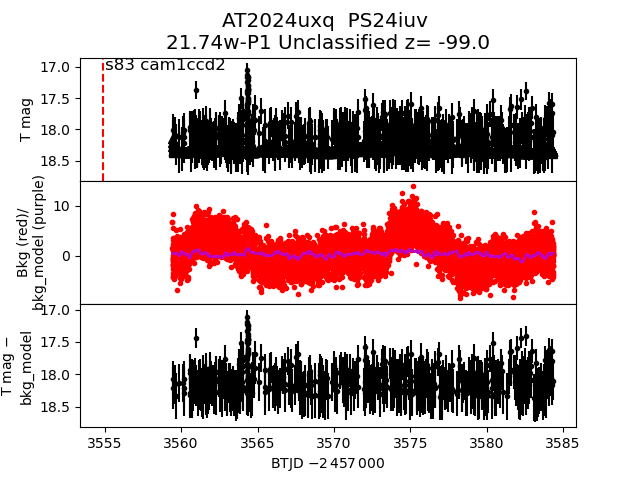 AT2024uxq  PS24iuv
21.74w-P1 Unclassified z= -99.0
s83 cam1ccd2
T mag
17.0
17.5
18.0
18.5
Bkg (red)/
bkg_model (purple)
10
0
T mag −
bkg_model
17.0
17.5
18.0
18.5
3555 3560 3565 3570 3575 3580 3585
BTJD −2 457 000